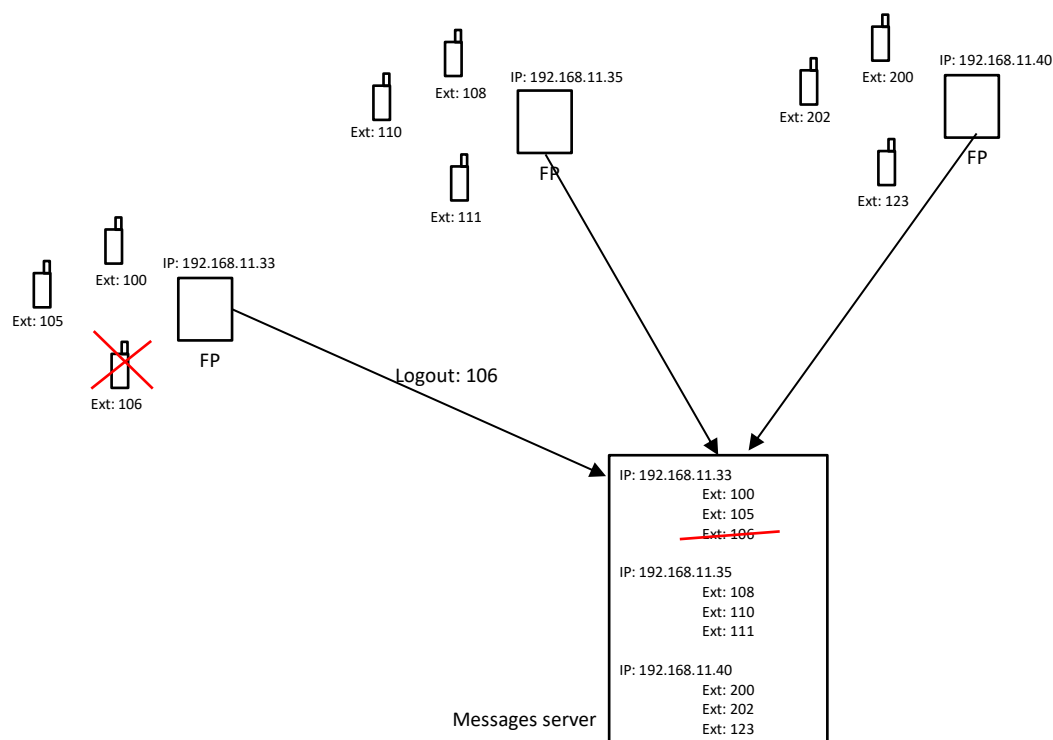 Ext: 200
IP: 192.168.11.40
Ext: 108
IP: 192.168.11.35
Ext: 202
Ext: 110
FP
FP
Ext: 123
Ext: 111
IP: 192.168.11.33
Ext: 100
Ext: 105
FP
Logout: 106
Ext: 106
IP: 192.168.11.33
Ext: 100
Ext: 105
Ext: 106
IP: 192.168.11.35
Ext: 108
Ext: 110
Ext: 111
IP: 192.168.11.40
Ext: 200
Ext: 202
Ext: 123
Messages server